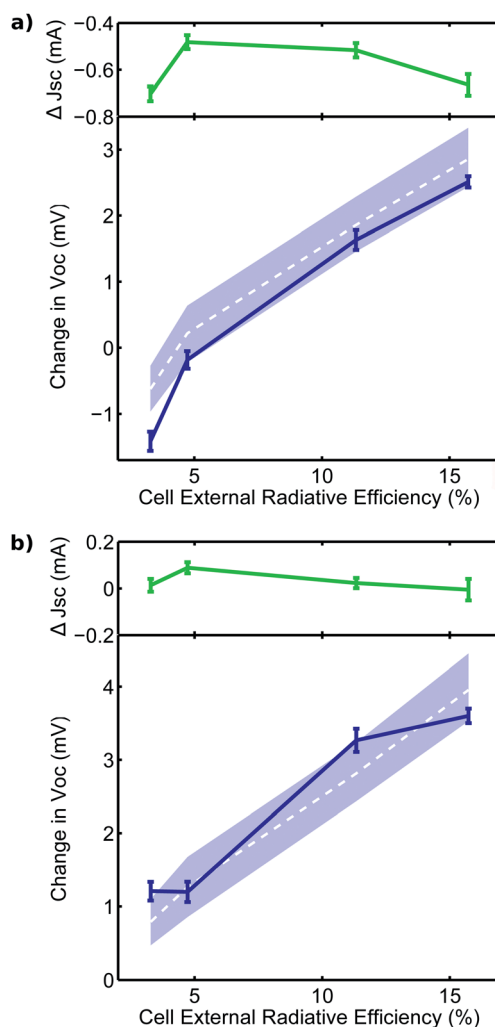 a)
Δ Jsc (mA)
−0.4
−0.6
−0.8
Change in Voc (mV)
3
2
1
0
−1
5 10 15
Cell External Radiative Efficiency (%)
b)
Δ Jsc (mA)
0.2
0
−0.2
Change in Voc (mV)
4
3
2
1
0
5 10 15
Cell External Radiative Efficiency (%)